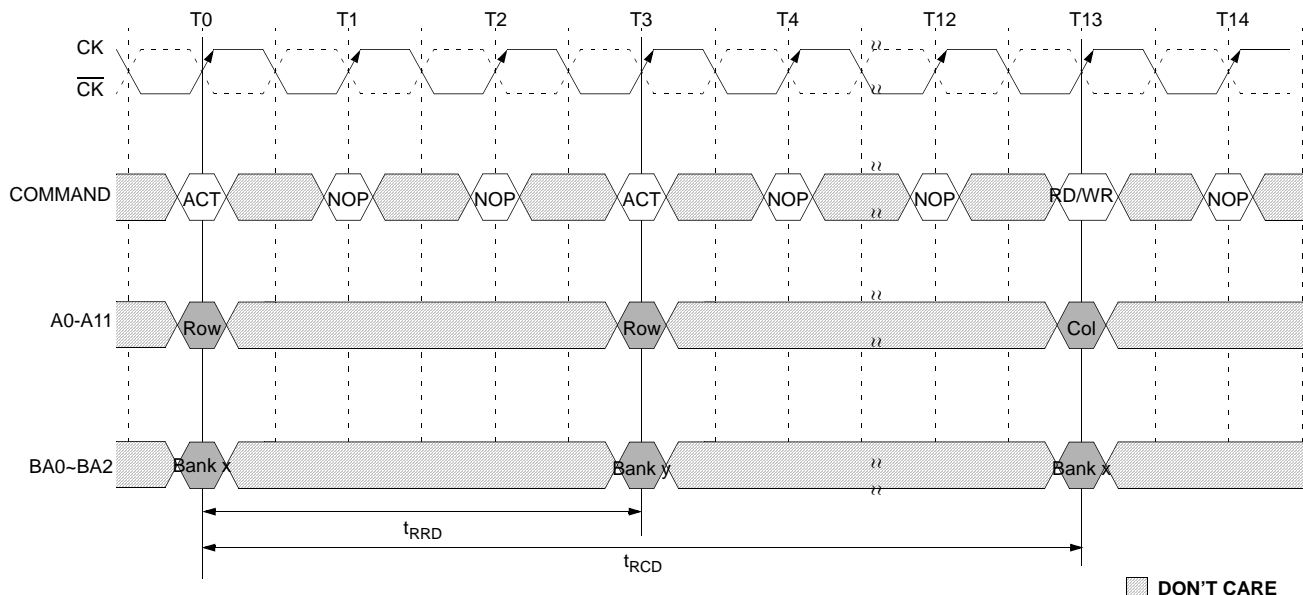 T0 T1 T2 T3 T4 T12 T13 T14
CK
CK
COMMAND ACT NOP NOP ACT NOP NOP RD/WR NOP
A0-A11 Row Row Col
BA0~BA2 Bank x Bank y Bank x
tRRD
tRCD
DON'T CARE